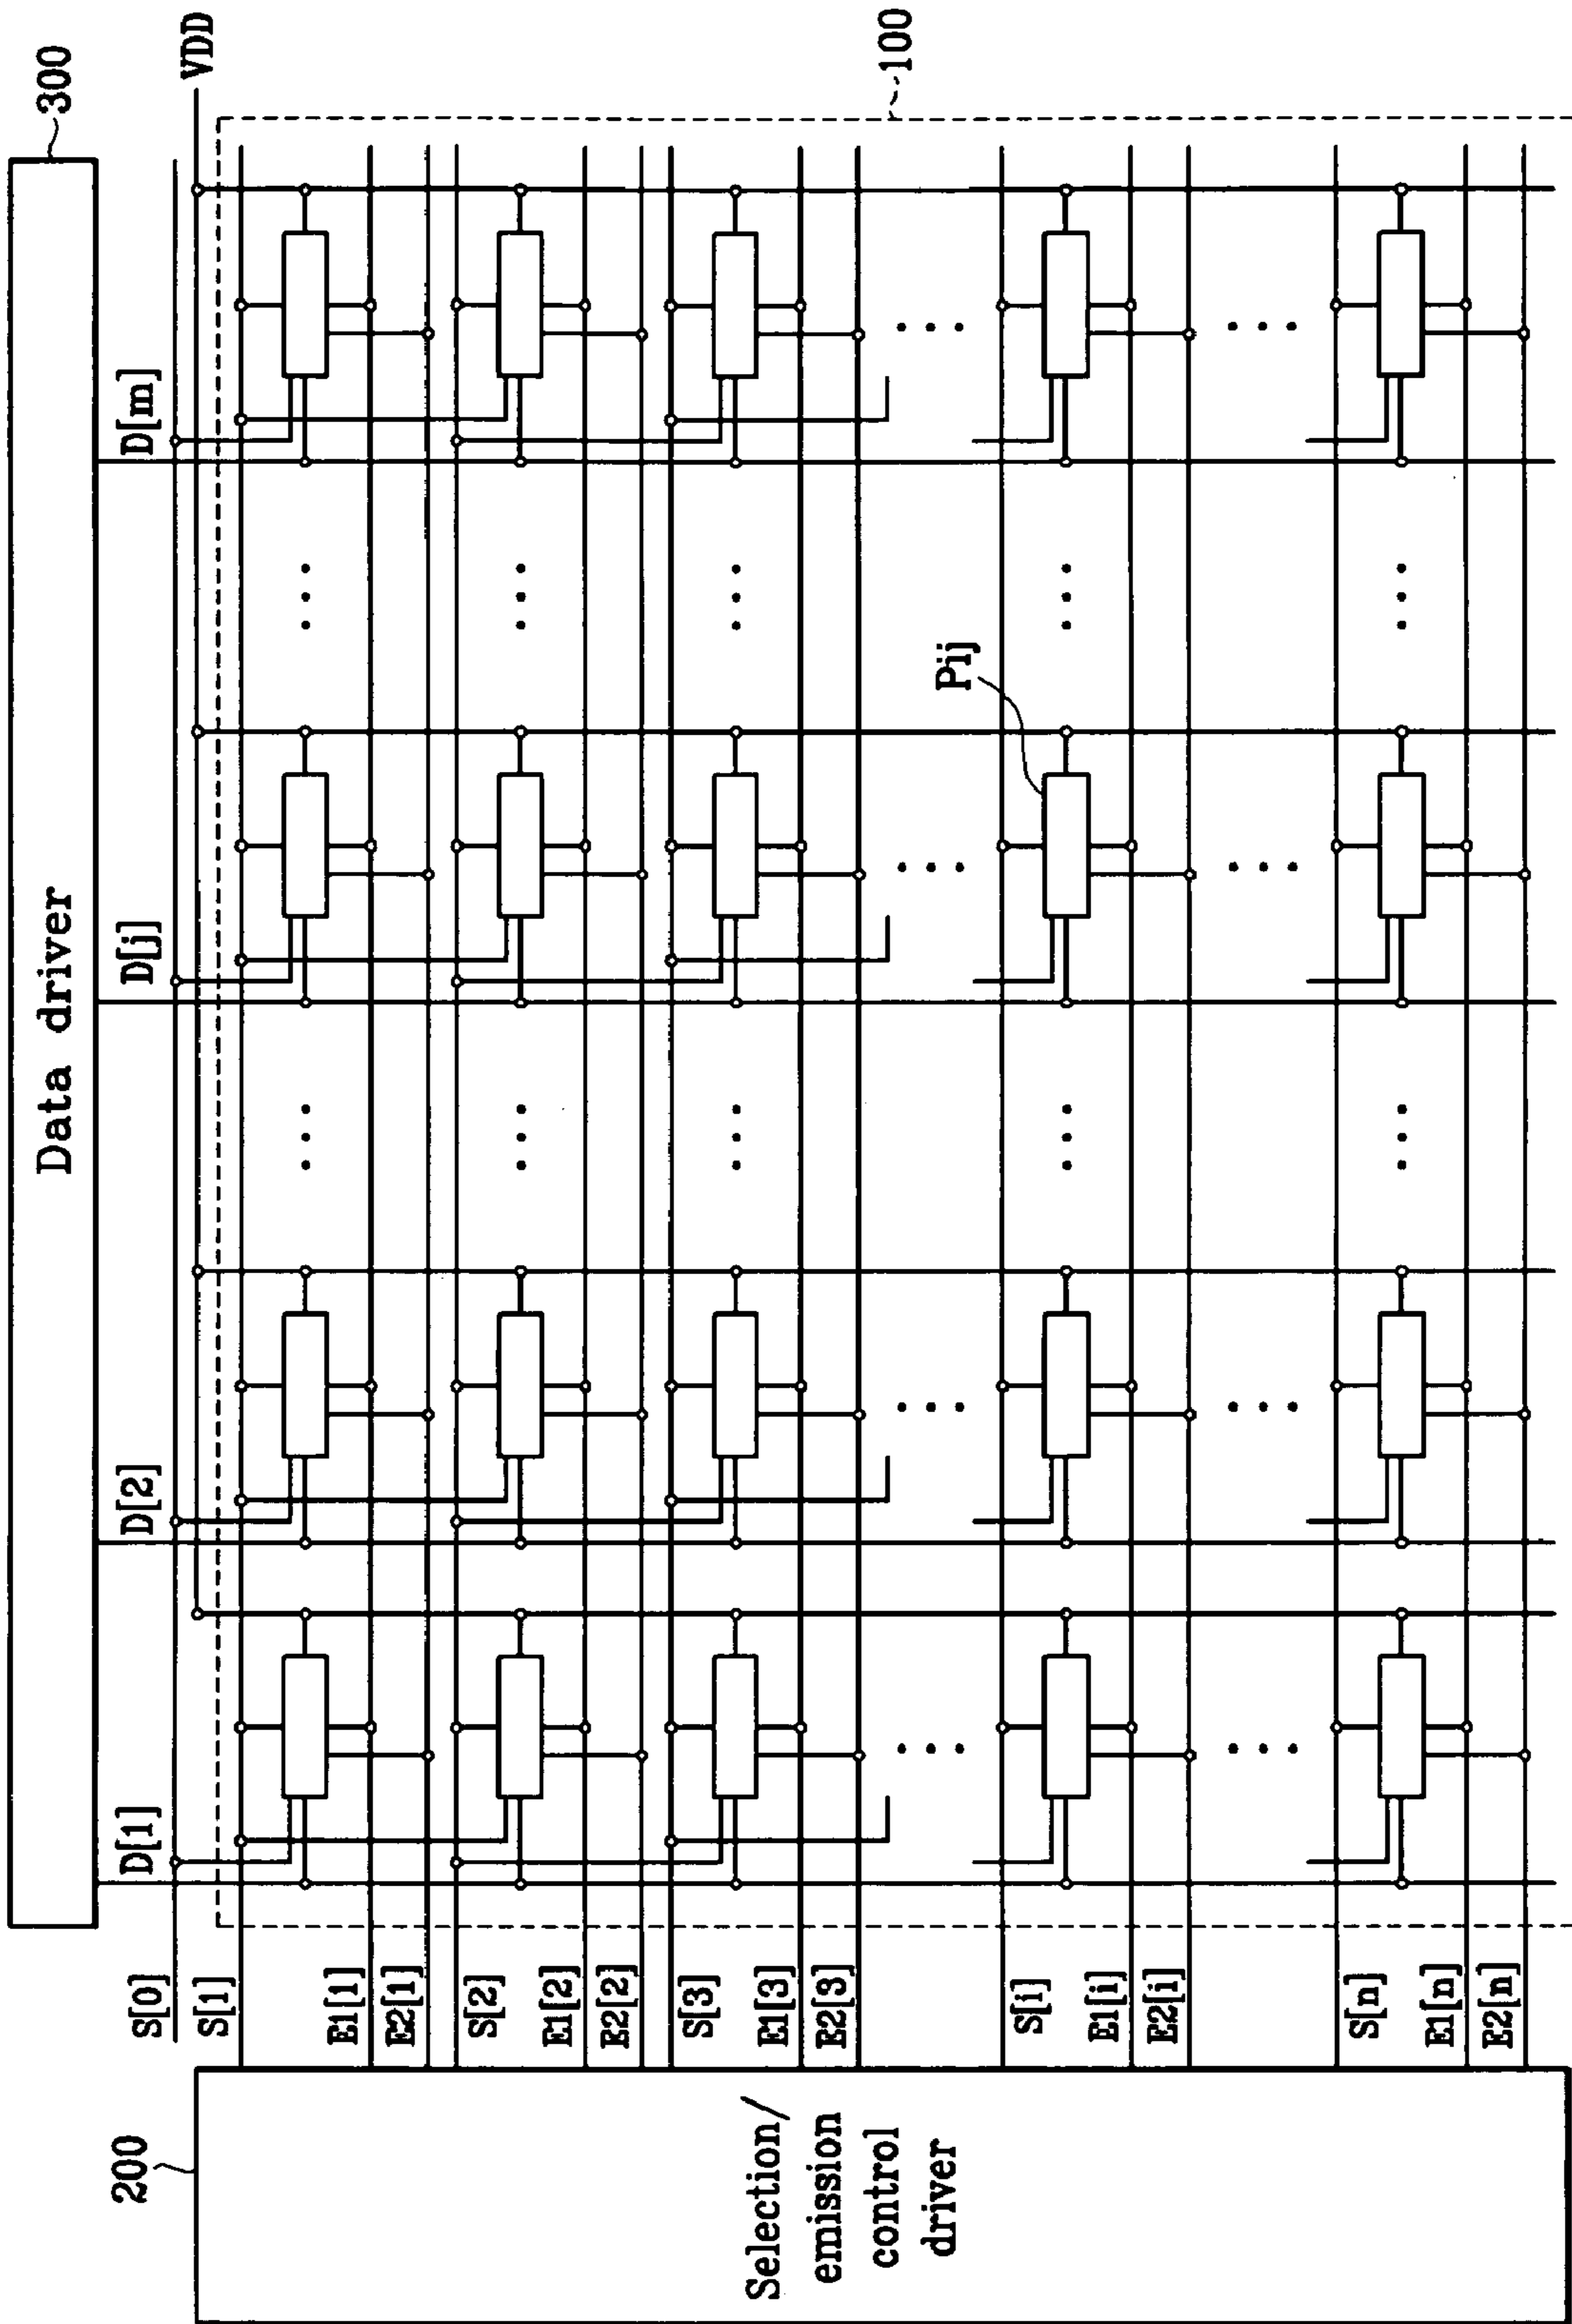 300
Data driver
VDD
D[1]
D[2]
D[j]
D[m]
S[0]
S[1]
E1[1]
E2[1]
S[2]
E1[2]
E2[2]
S[3]
E1[3]
E2[3]
S[i]
E1[i]
E2[i]
S[n]
E1[n]
E2[n]
Pij
100
200
Selection/
emission
control
driver